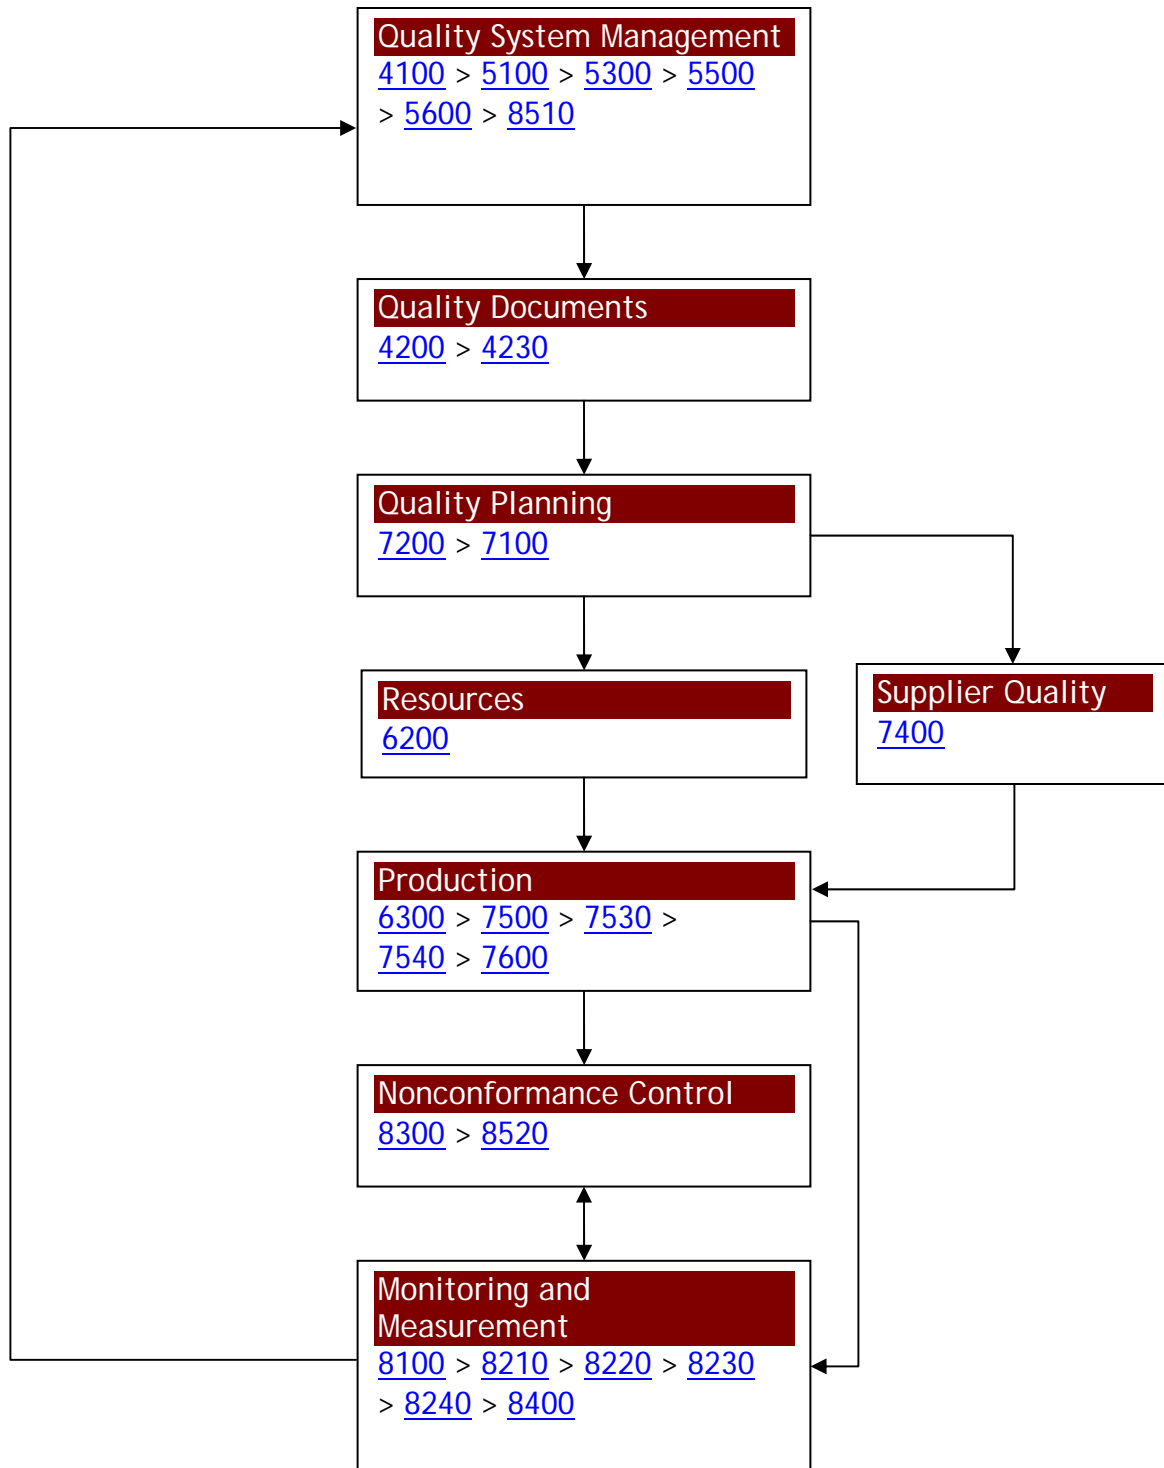 Quality System Management
4100 > 5100 > 5300 > 5500
> 5600 > 8510
Quality Documents
4200 > 4230
Quality Planning
7200 > 7100
Resources
6200
Supplier Quality
7400
Production
6300 > 7500 > 7530 >
7540 > 7600
Nonconformance Control
8300 > 8520
Monitoring and
Measurement
8100 > 8210 > 8220 > 8230
> 8240 > 8400